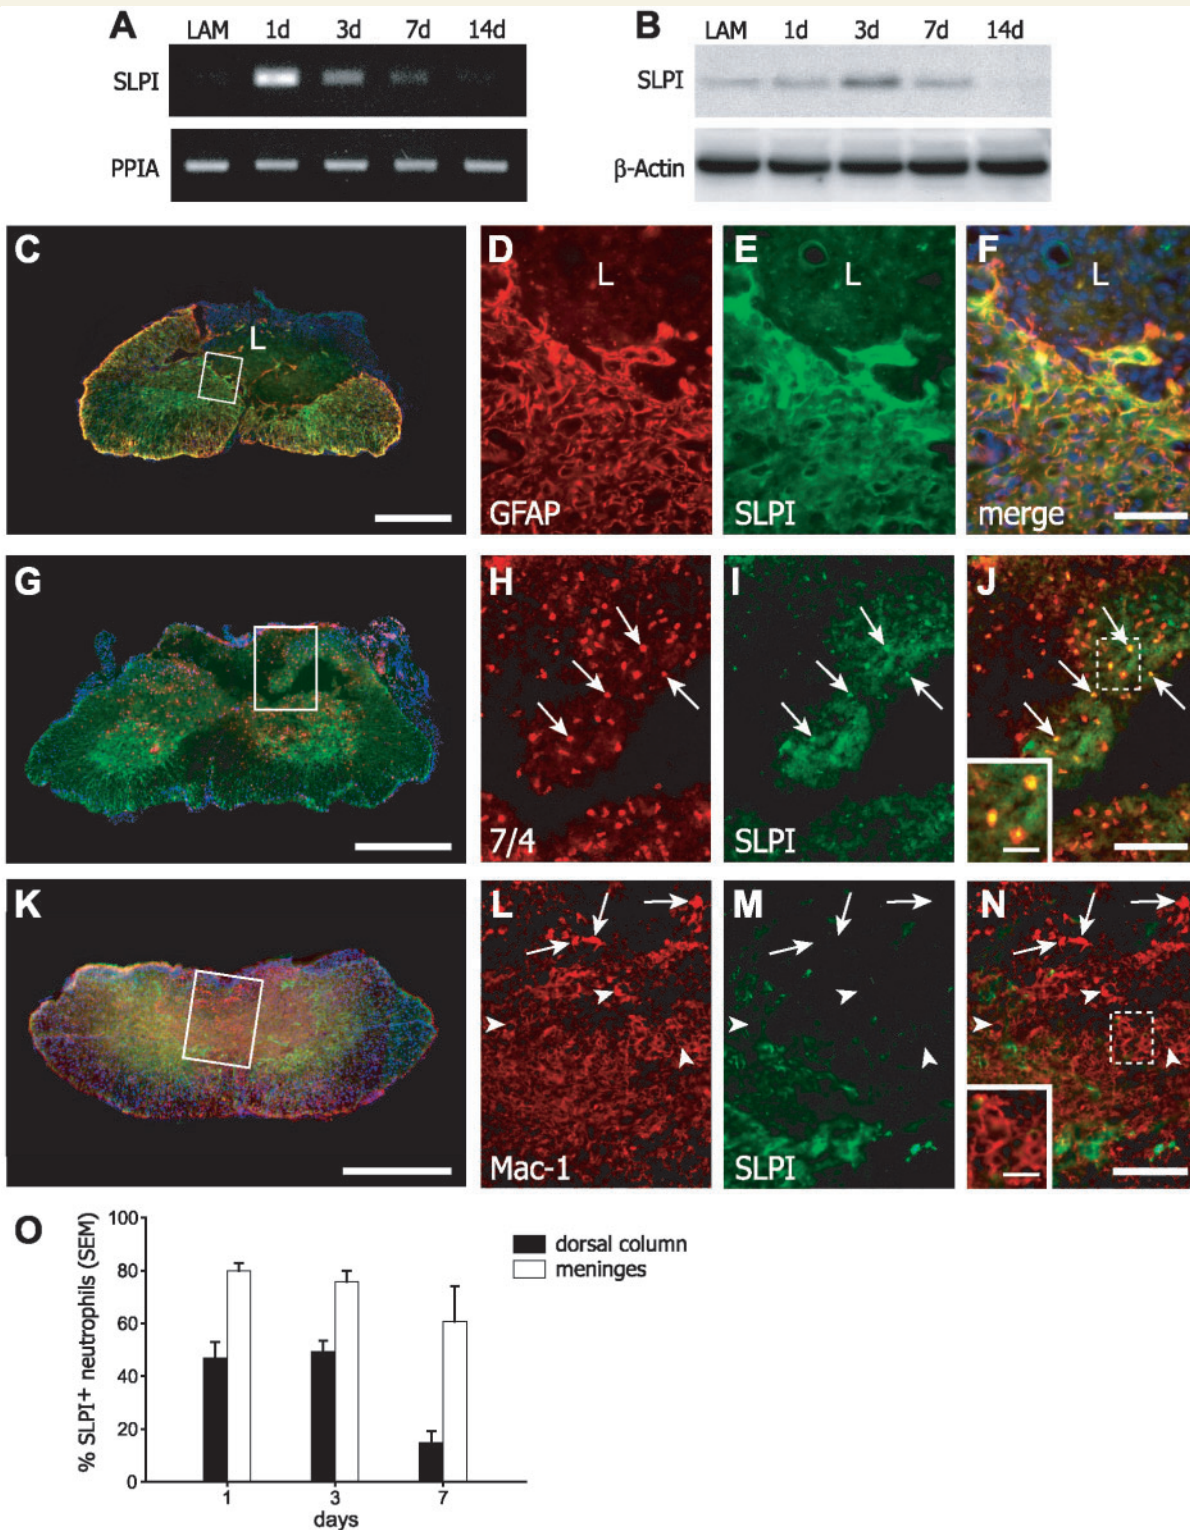 A
LAM 1d 3d 7d 14d
SLPI
PPIA
B
LAM 1d 3d 7d 14d
SLPI
β-Actin
C
L
D
L
GFAP
E
L
SLPI
F
L
merge
G
H
7/4
I
SLPI
J
K
L
Mac-1
M
SLPI
N
O
% SLPI+ neutrophils (SEM)
100
80
60
40
20
0
1 3 7
days
dorsal column
meninges